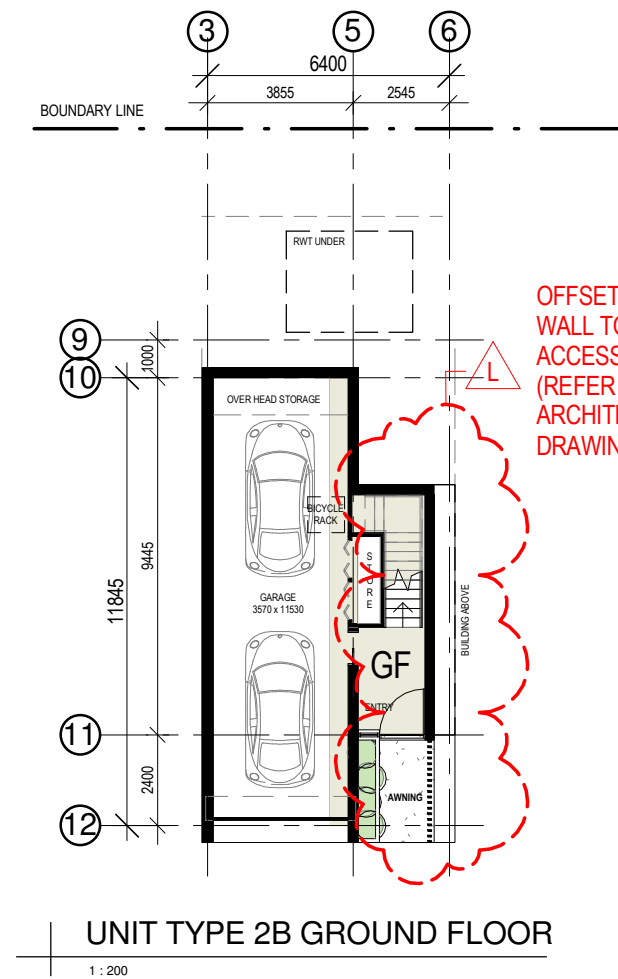 3 5 6
6400
3855 2545
BOUNDARY LINE
RWT UNDER
OFFSET
WALL TO
ACCESS
(REFER
ARCHITE
DRAWIN
L
9
1000
10
OVER HEAD STORAGE
BICYCLE
RACK
STORE
9445
11845
GARAGE
3570 x 11530
BUILDING ABOVE
GF
ENTRY
11
2400
AWNING
12
UNIT TYPE 2B GROUND FLOOR
1 : 200